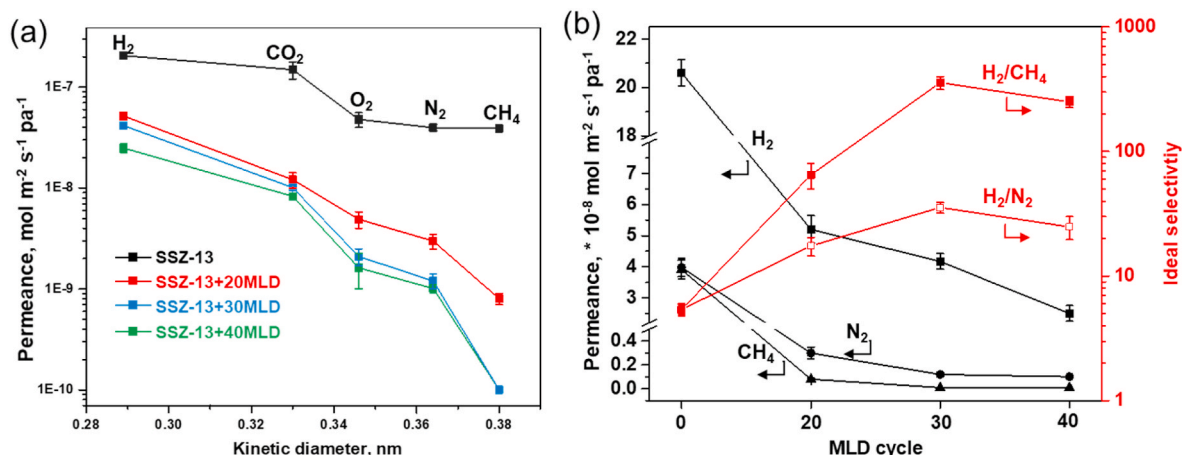 (a)
Permeance, mol m-2 s-1 pa-1
1E-7
1E-8
1E-9
1E-10
H2
CO2
O2
N2
CH4
SSZ-13
SSZ-13+20MLD
SSZ-13+30MLD
SSZ-13+40MLD
0.28 0.30 0.32 0.34 0.36 0.38
Kinetic diameter, nm
(b)
Permeance, * 10-8 mol m-2 s-1 pa-1
22
20
18
7
6
5
4
3
0.4
0.2
0.0
H2
N2
CH4
H2/CH4
H2/N2
1000
100
10
1
Ideal selectivtiy
0 20 30 40
MLD cycle